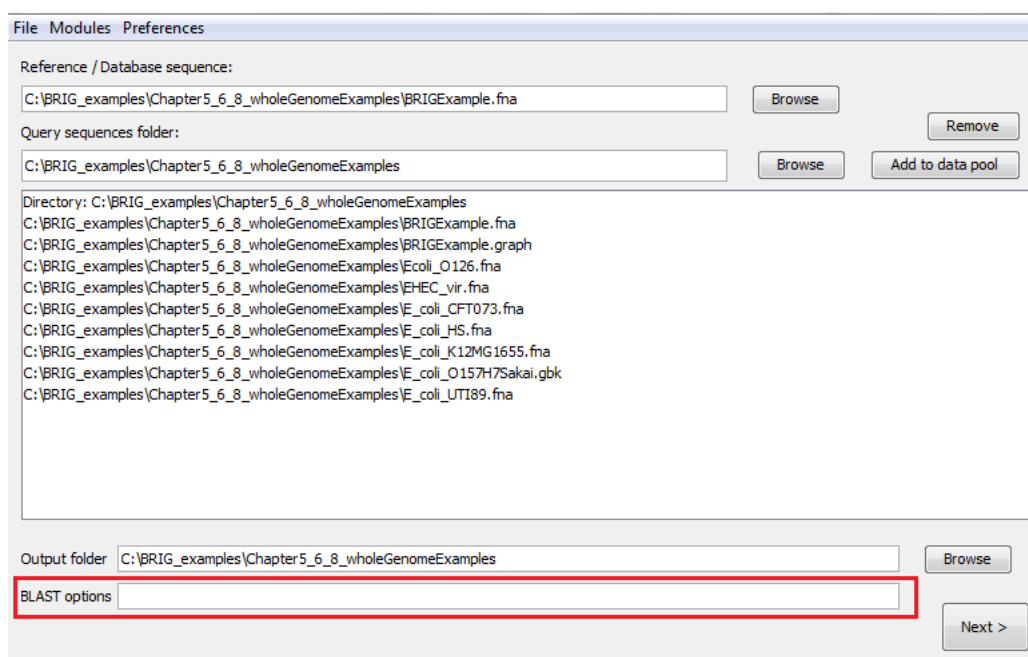 File Modules Preferences
Reference / Database sequence:
C:\BRIG_examples\Chapter5_6_8_wholeGenomeExamples\BRIGExample.fna Browse
Remove
Query sequences folder:
C:\BRIG_examples\Chapter5_6_8_wholeGenomeExamples Browse Add to data pool
Directory: C:\BRIG_examples\Chapter5_6_8_wholeGenomeExamples
C:\BRIG_examples\Chapter5_6_8_wholeGenomeExamples\BRIGExample.fna
C:\BRIG_examples\Chapter5_6_8_wholeGenomeExamples\BRIGExample.graph
C:\BRIG_examples\Chapter5_6_8_wholeGenomeExamples\Ecoli_O126.fna
C:\BRIG_examples\Chapter5_6_8_wholeGenomeExamples\EHEC_vir.fna
C:\BRIG_examples\Chapter5_6_8_wholeGenomeExamples\E_coli_CFT073.fna
C:\BRIG_examples\Chapter5_6_8_wholeGenomeExamples\E_coli_HS.fna
C:\BRIG_examples\Chapter5_6_8_wholeGenomeExamples\E_coli_K12MG1655.fna
C:\BRIG_examples\Chapter5_6_8_wholeGenomeExamples\E_coli_O157H7Sakai.gbk
C:\BRIG_examples\Chapter5_6_8_wholeGenomeExamples\E_coli_UTI89.fna
Output folder C:\BRIG_examples\Chapter5_6_8_wholeGenomeExamples Browse
BLAST options
Next >